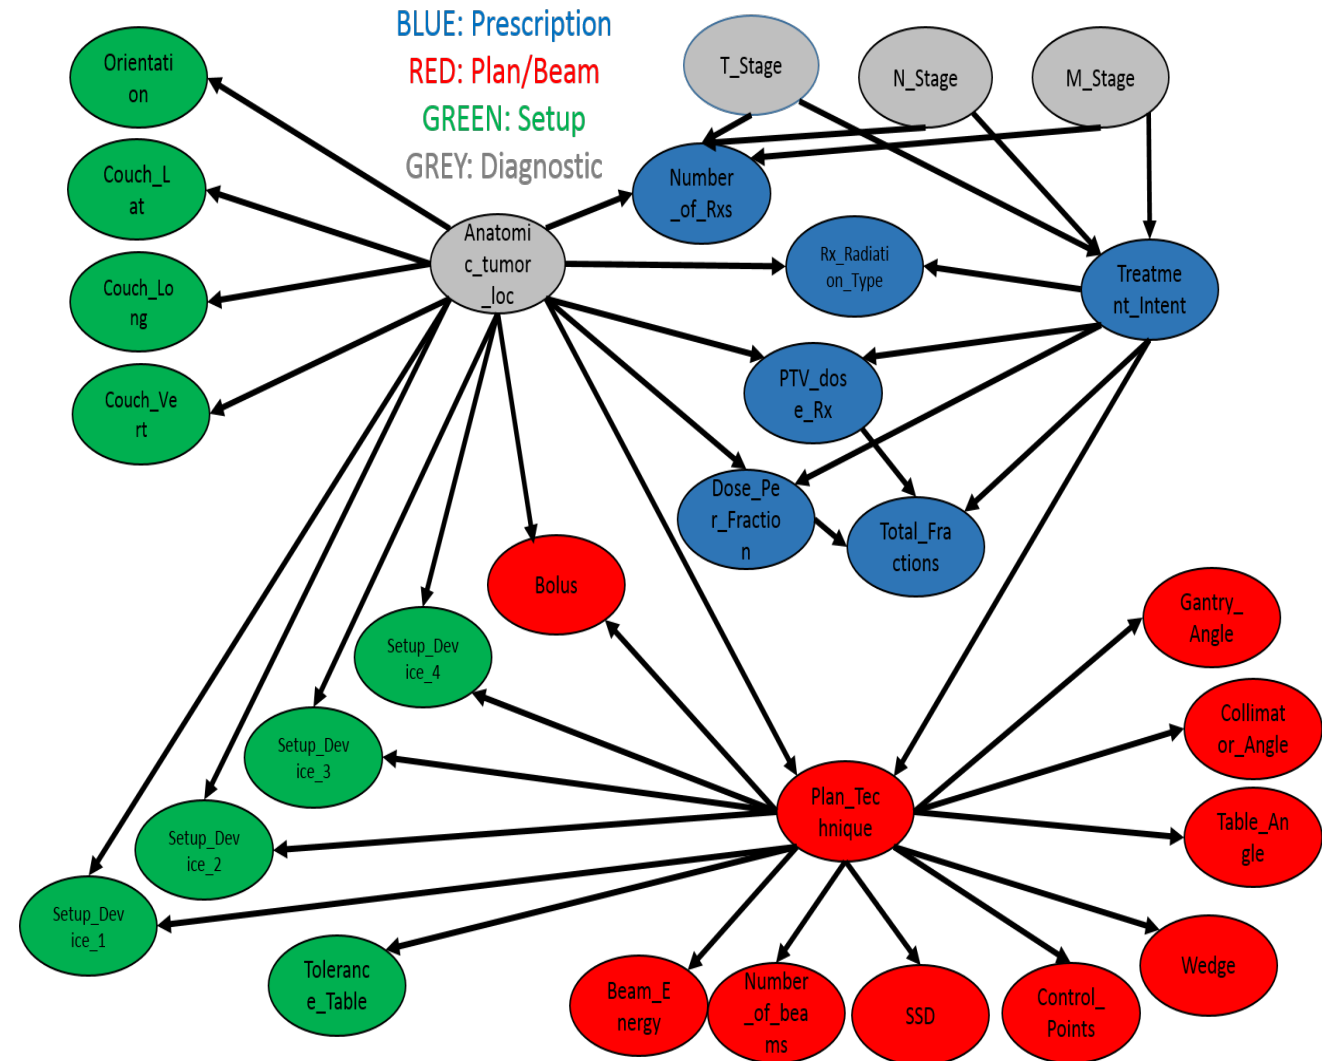 BLUE: Prescription
RED: Plan/Beam
GREEN: Setup
GREY: Diagnostic
T_Stage
N_Stage
M_Stage
Orientati
on
Couch_L
at
Couch_Lo
ng
Couch_Ve
rt
Anatomi
c_tumor
_loc
Number
_of_Rxs
Rx_Radiati
on_Type
Treatme
nt_Intent
PTV_dos
e_Rx
Dose_Pe
r_Fractio
n
Total_Fra
ctions
Bolus
Setup_Dev
ice_4
Setup_Dev
ice_3
Setup_Dev
ice_2
Setup_Dev
ice_1
Toleranc
e_Table
Plan_Tec
hnique
Gantry_
Angle
Collimat
or_Angle
Table_An
gle
Wedge
Control_
Points
SSD
Number
_of_bea
ms
Beam_E
nergy